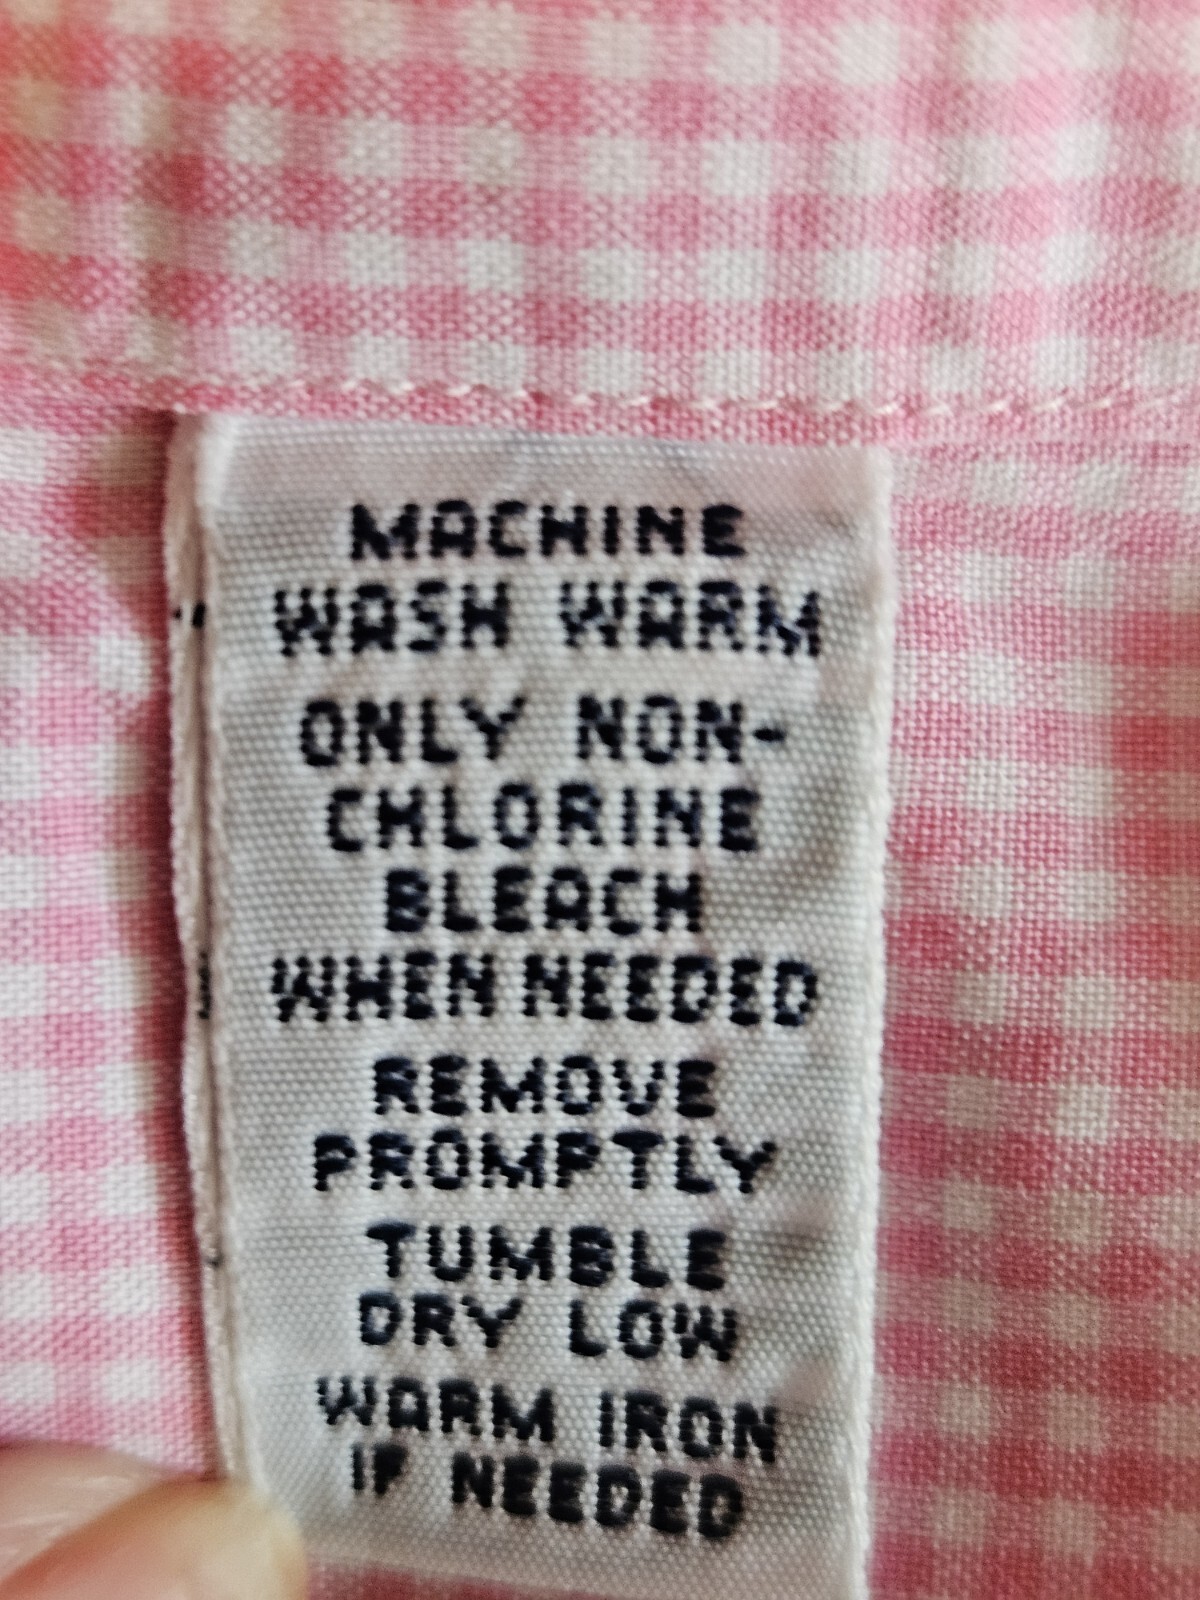 MACHINE
WASH WARM
ONLY NON-
CHLORINE
BLEACH
WHEN NEEDED
REMOVE
PROMPTLY
TUMBLE
DRY LOW
WARM IRON
IF NEEDED